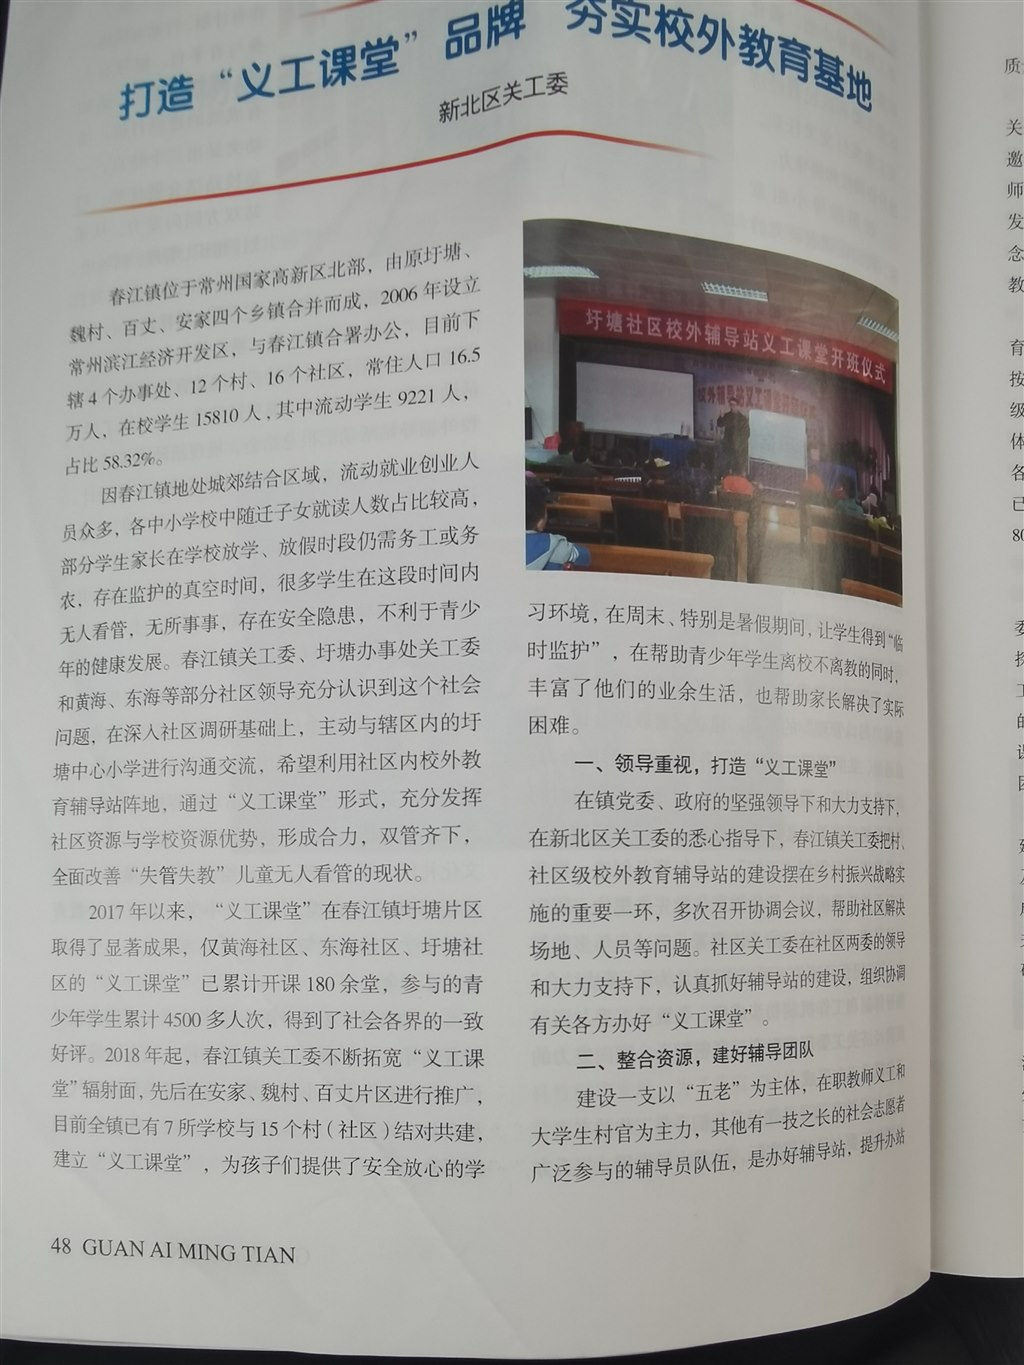 打造“义工课堂”品牌 夯实校外教育基地
新北区关工委
春江镇位于常州国家高新区北部，由原圩塘、
魏村、百丈、安家四个乡镇合并而成，2006 年设立
常州滨江经济开发区，与春江镇合署办公，目前下
辖 4 个办事处、12 个村、16 个社区，常住人口 16.5
万人，在校学生 15810 人，其中流动学生 9221 人，
占比 58.32%。
因春江镇地处城郊结合区域，流动就业创业人
员众多，各中小学校中随迁子女就读人数占比较高，
部分学生家长在学校放学、放假时段仍需务工或务
农，存在监护的真空时间，很多学生在这段时间内
无人看管，无所事事，存在安全隐患，不利于青少
年的健康发展。春江镇关工委、圩塘办事处关工委
和黄海、东海等部分社区领导充分认识到这个社会
问题，在深入社区调研基础上，主动与辖区内的圩
塘中心小学进行沟通交流，希望利用社区内校外教
育辅导站阵地，通过“义工课堂”形式，充分发挥
社区资源与学校资源优势，形成合力，双管齐下，
全面改善“失管失教”儿童无人看管的现状。
2017 年以来，“义工课堂”在春江镇圩塘片区
取得了显著成果，仅黄海社区、东海社区、圩塘社
区的“义工课堂”已累计开课 180 余堂，参与的青
少年学生累计 4500 多人次，得到了社会各界的一致
好评。2018 年起，春江镇关工委不断拓宽“义工课
堂”辐射面，先后在安家、魏村、百丈片区进行推广，
目前全镇已有 7 所学校与 15 个村（社区）结对共建，
建立“义工课堂”，为孩子们提供了安全放心的学
圩塘社区校外辅导站义工课堂开班仪式
校外辅导站义工课堂开班仪式
习环境，在周末、特别是暑假期间，让学生得到“临
时监护”，在帮助青少年学生离校不离教的同时，
丰富了他们的业余生活，也帮助家长解决了实际
困难。
一、领导重视，打造“义工课堂”
在镇党委、政府的坚强领导下和大力支持下，
在新北区关工委的悉心指导下，春江镇关工委把村、
社区级校外教育辅导站的建设摆在乡村振兴战略实
施的重要一环，多次召开协调会议，帮助社区解决
场地、人员等问题。社区关工委在社区两委的领导
和大力支持下，认真抓好辅导站的建设，组织协调
有关各方办好“义工课堂”。
二、整合资源，建好辅导团队
建设一支以“五老”为主体，在职教师义工和
大学生村官为主力，其他有一技之长的社会志愿者
广泛参与的辅导员队伍，是办好辅导站，提升办站
48 GUAN AI MING TIAN
质
关
邀
师
发
念
教
育
按
级
体
各
已
80